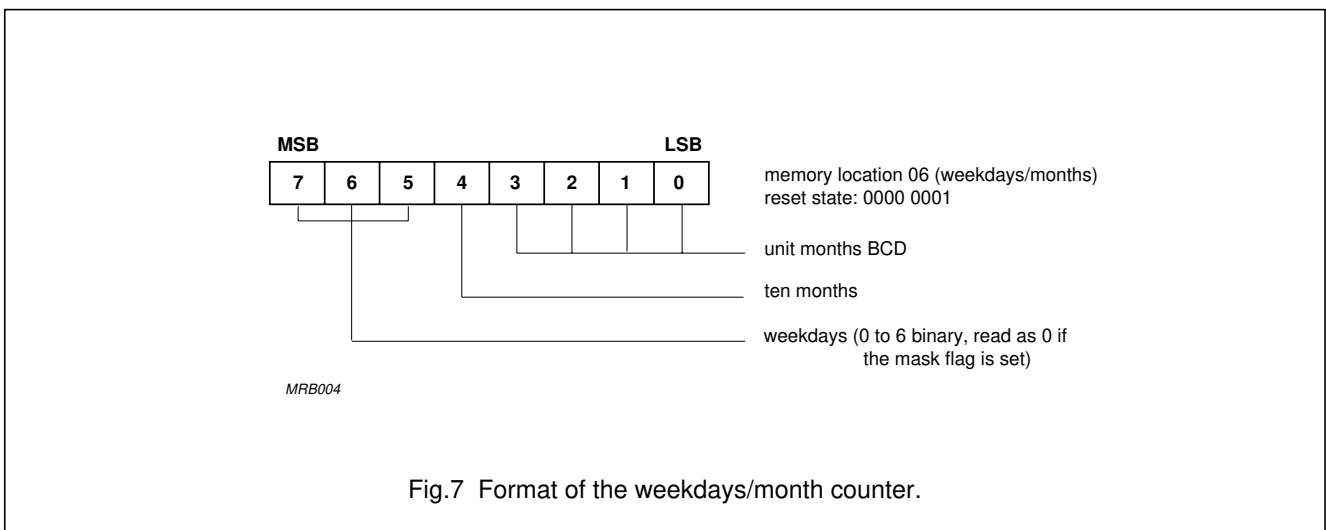 MSB LSB
7 6 5 4 3 2 1 0
memory location 06 (weekdays/months)
reset state: 0000 0001
unit months BCD
ten months
weekdays (0 to 6 binary, read as 0 if
the mask flag is set)
MRB004
Fig.7 Format of the weekdays/month counter.